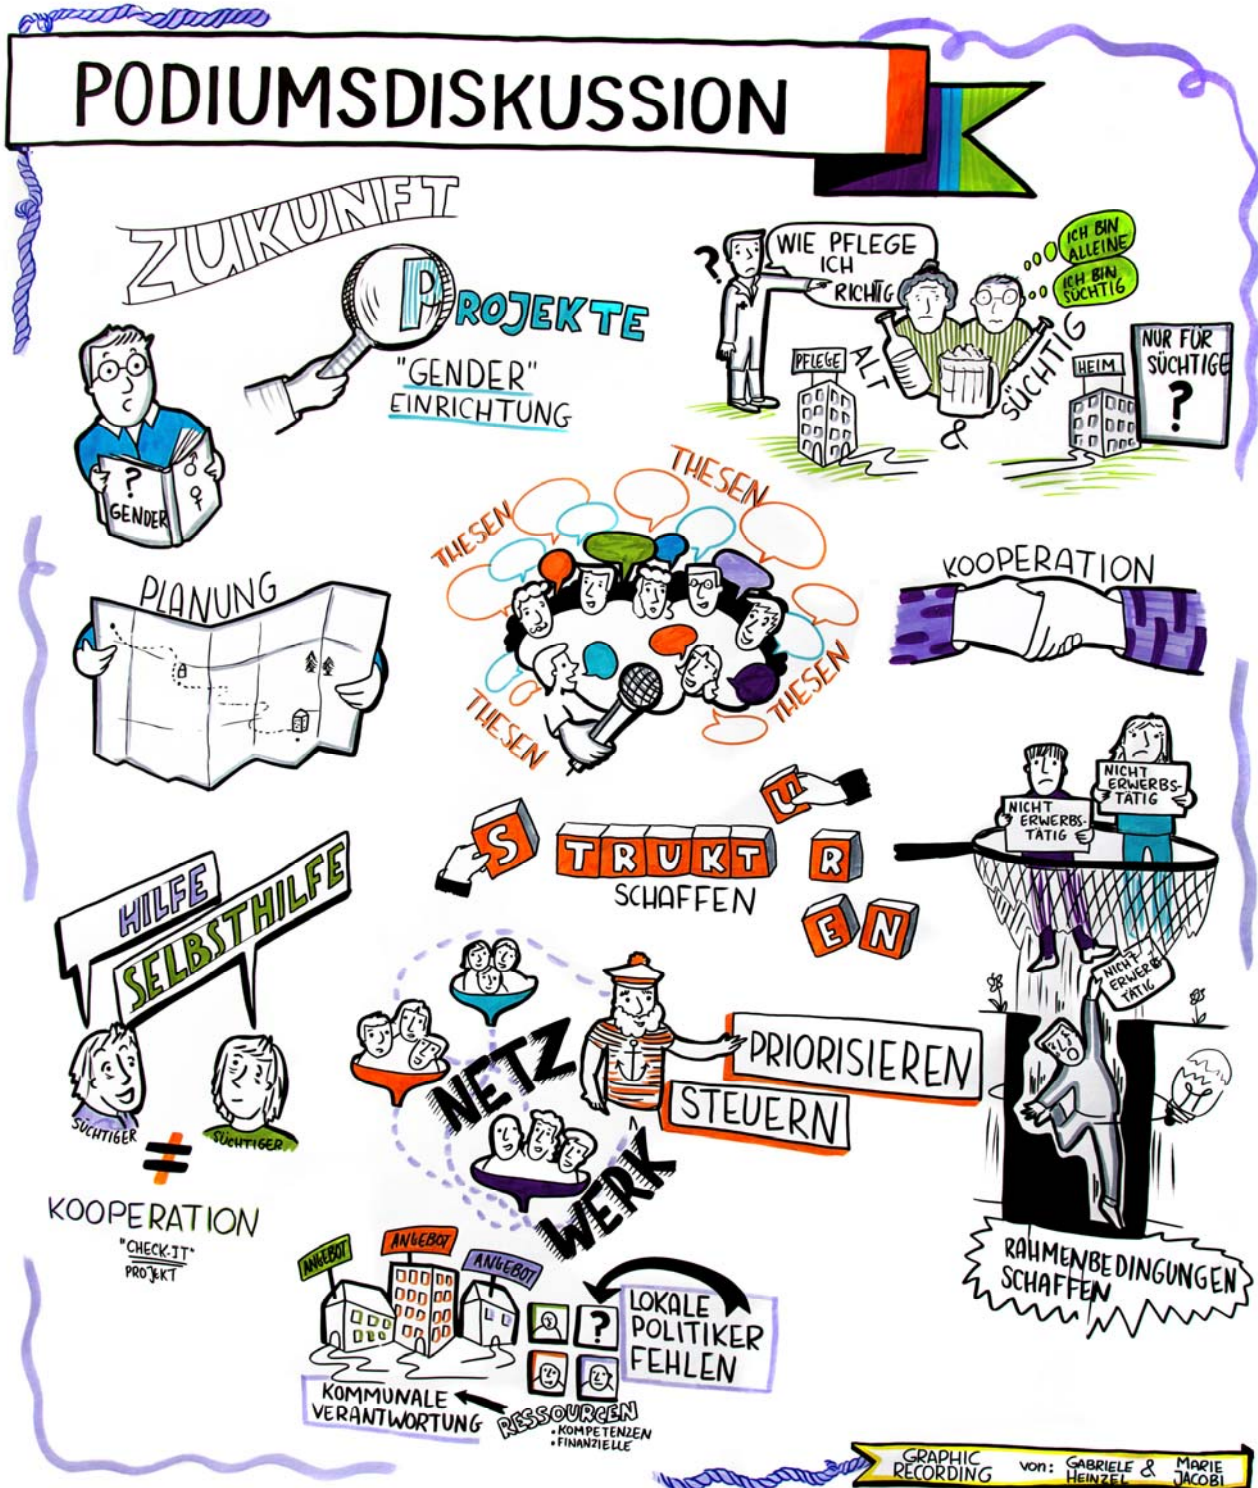 PODIUMSDISKUSSION
ZUKUNFT
PROJEKTE
"GENDER"
EINRICHTUNG
?
GENDER
?
WIE PFLEGE
ICH
RICHTIG
ICH BIN
ALLEINE
ICH BIN
SÜCHTIG
ALT
&
SÜCHTIG
PFLEGE
HEIM
NUR FÜR
SÜCHTIGE
?
THESEN
THESEN
THESEN
THESEN
PLANUNG
KOOPERATION
STRUKTUREN
SCHAFFEN
NICHT
ERWERBS-
TÄTIG
NICHT
ERWERBS-
TÄTIG
NICHT
ERWERBS
TÄTIG
RAHMENBEDINGUNGEN
SCHAFFEN
HILFE
SELBSTHILFE
SÜCHTIGER
≠
SÜCHTIGER
KOOPERATION
"CHECK-IT"
PROJEKT
NETZ
WERK
PRIORISIEREN
STEUERN
ANGEBOT
ANGEBOT
ANGEBOT
?
LOKALE
POLITIKER
FEHLEN
KOMMUNALE
VERANTWORTUNG
RESSOURCEN
• KOMPETENZEN
• FINANZIELLE
GRAPHIC
RECORDING
von: GABRIELE & MARIE
HEINZEL JACOBI